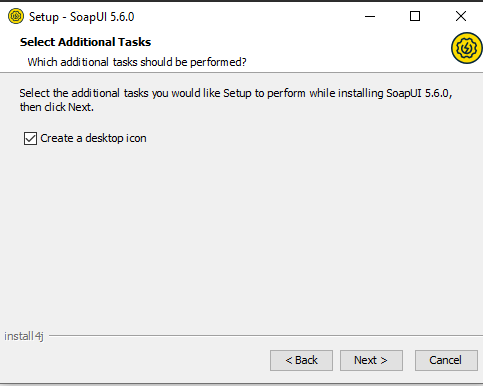 Setup - SoapUI 5.6.0
Select Additional Tasks
Which additional tasks should be performed?
Select the additional tasks you would like Setup to perform while installing SoapUI 5.6.0,
then click Next.
Create a desktop icon
install4j
< Back Next > Cancel